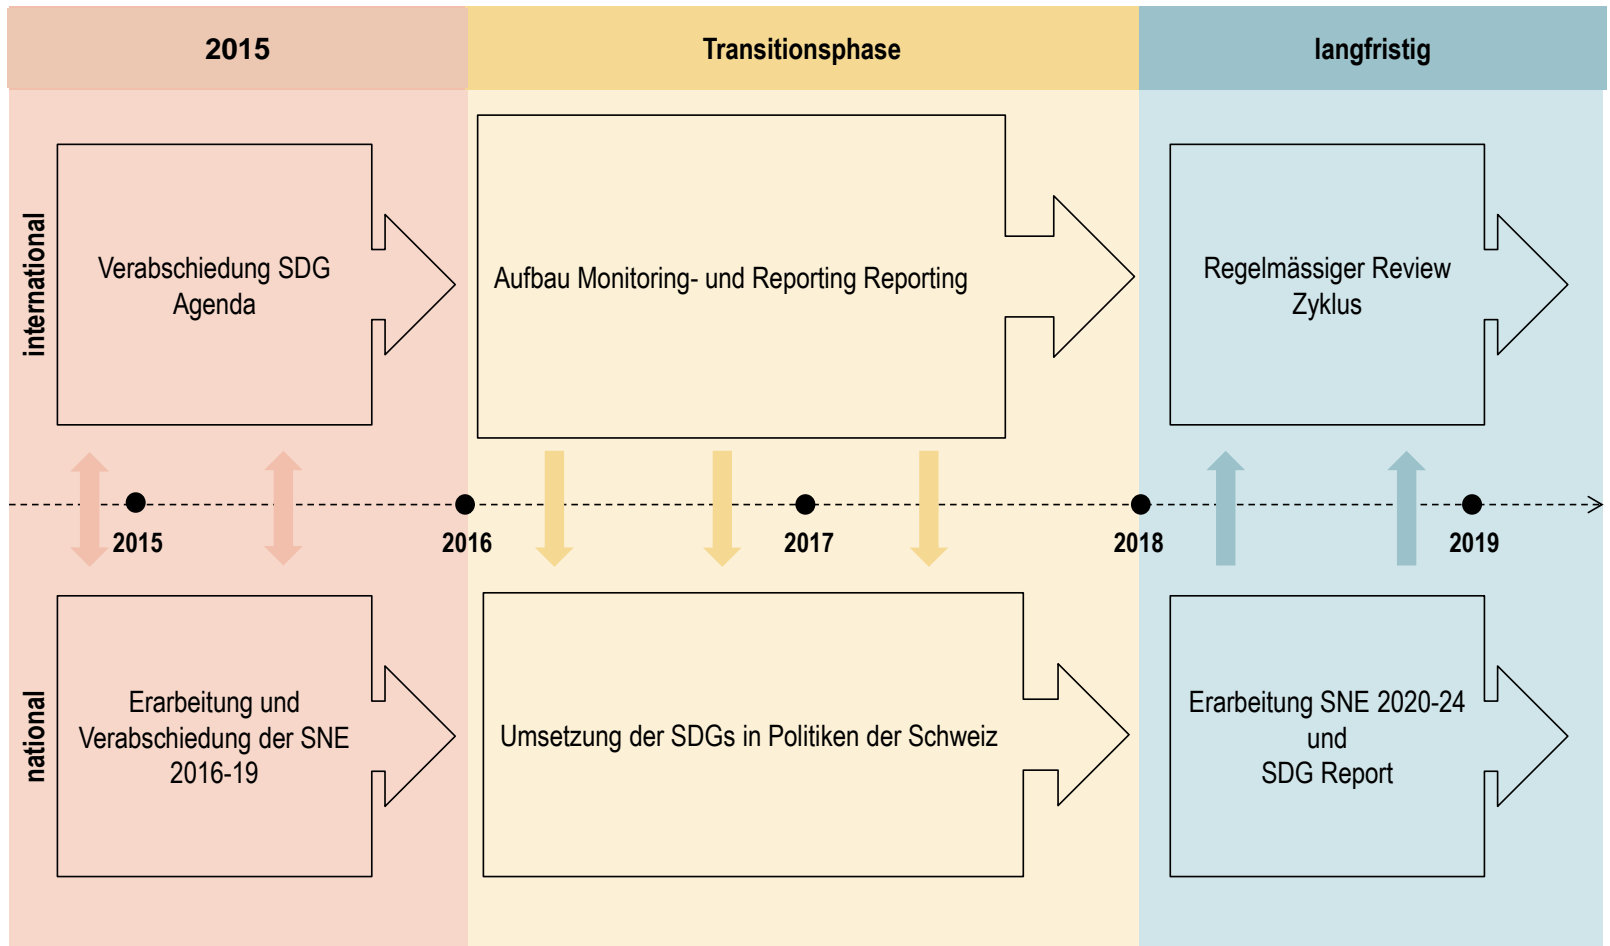 2015
Transitionsphase
langfristig
international
Verabschiedung SDG
Agenda
Aufbau Monitoring- und Reporting Reporting
Regelmässiger Review
Zyklus
2015
2016
2017
2018
2019
national
Erarbeitung und
Verabschiedung der SNE
2016-19
Umsetzung der SDGs in Politiken der Schweiz
Erarbeitung SNE 2020-24
und
SDG Report